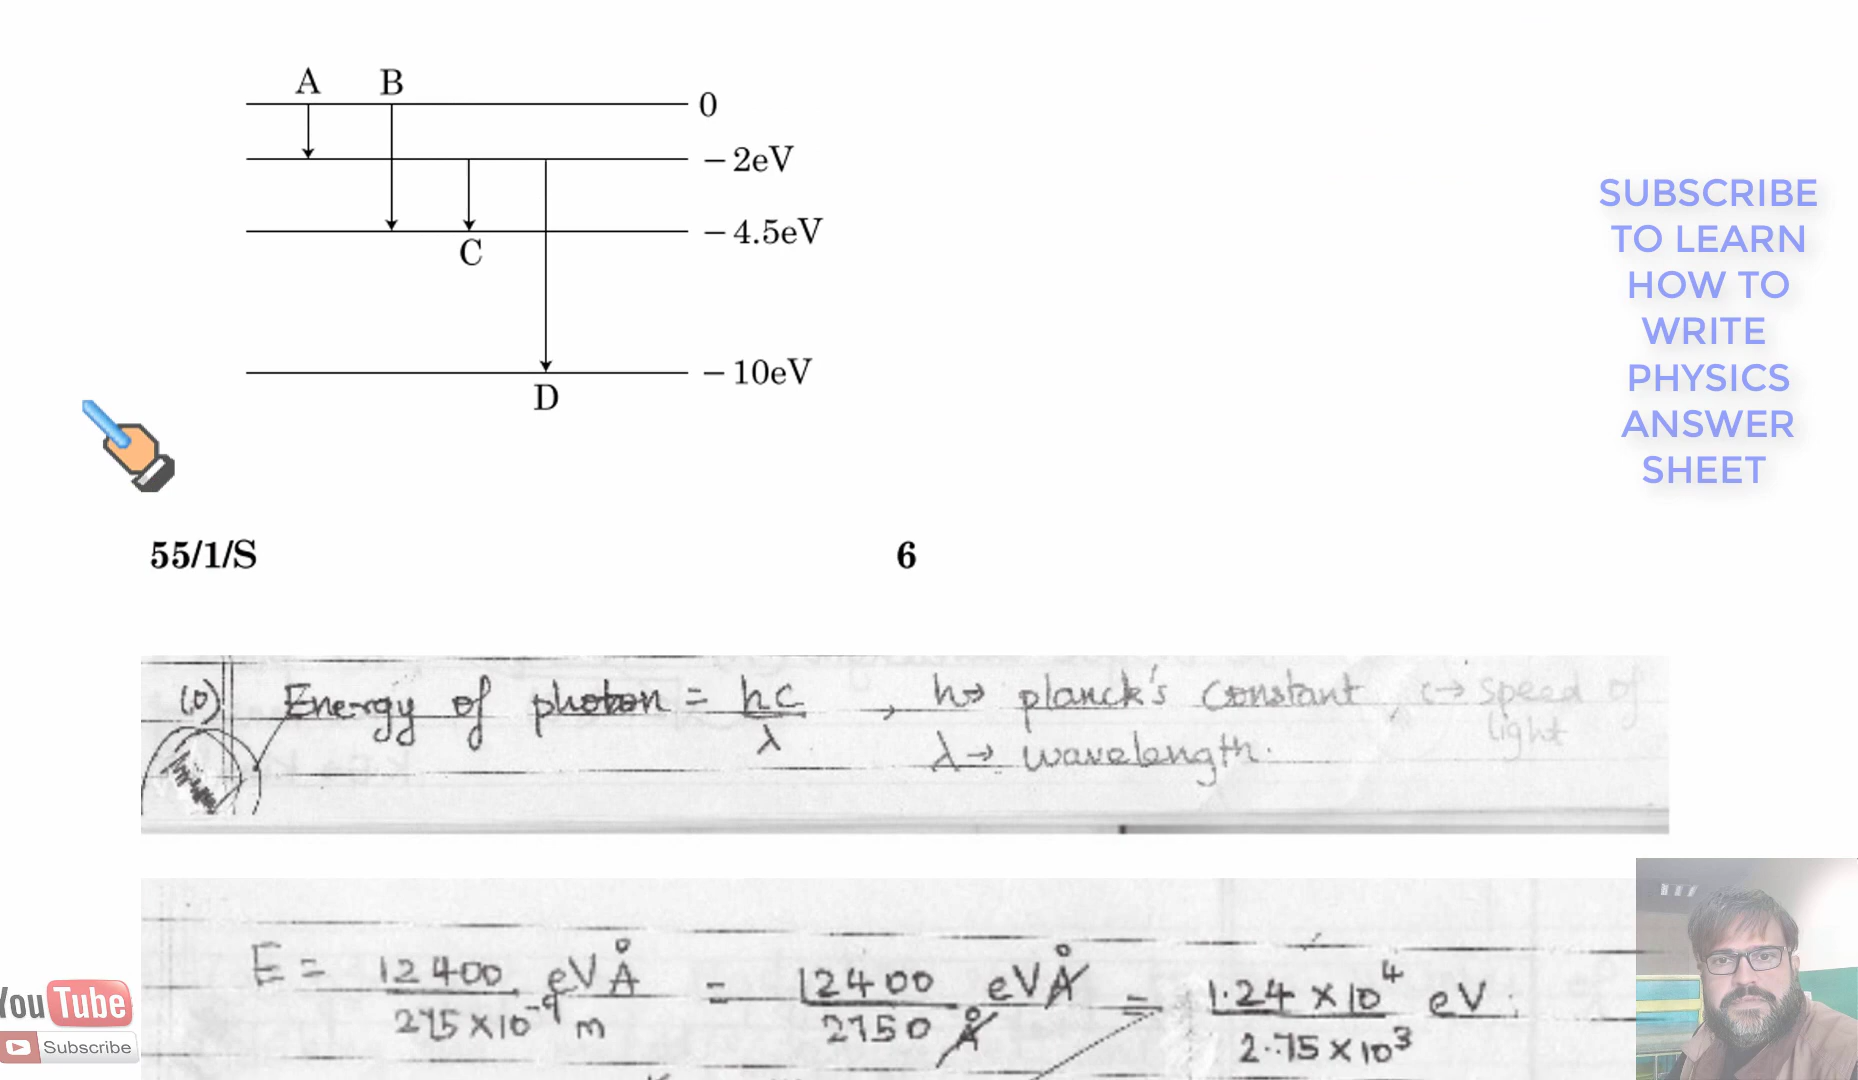 A B
0
– 2eV
– 4.5eV
C
– 10eV
D
SUBSCRIBE
TO LEARN
HOW TO
WRITE
PHYSICS
ANSWER
SHEET
55/1/S 6
(10) Energy of photon = hc/λ , h→ planck's Constant, c→ speed of
light
λ→ wavelength.
E = 12400/275×10⁻⁹ m eVÅ = 12400/2750 Å eVÅ = 1.24 ×10⁴/2.75×10³ eV.
YouTube
Subscribe